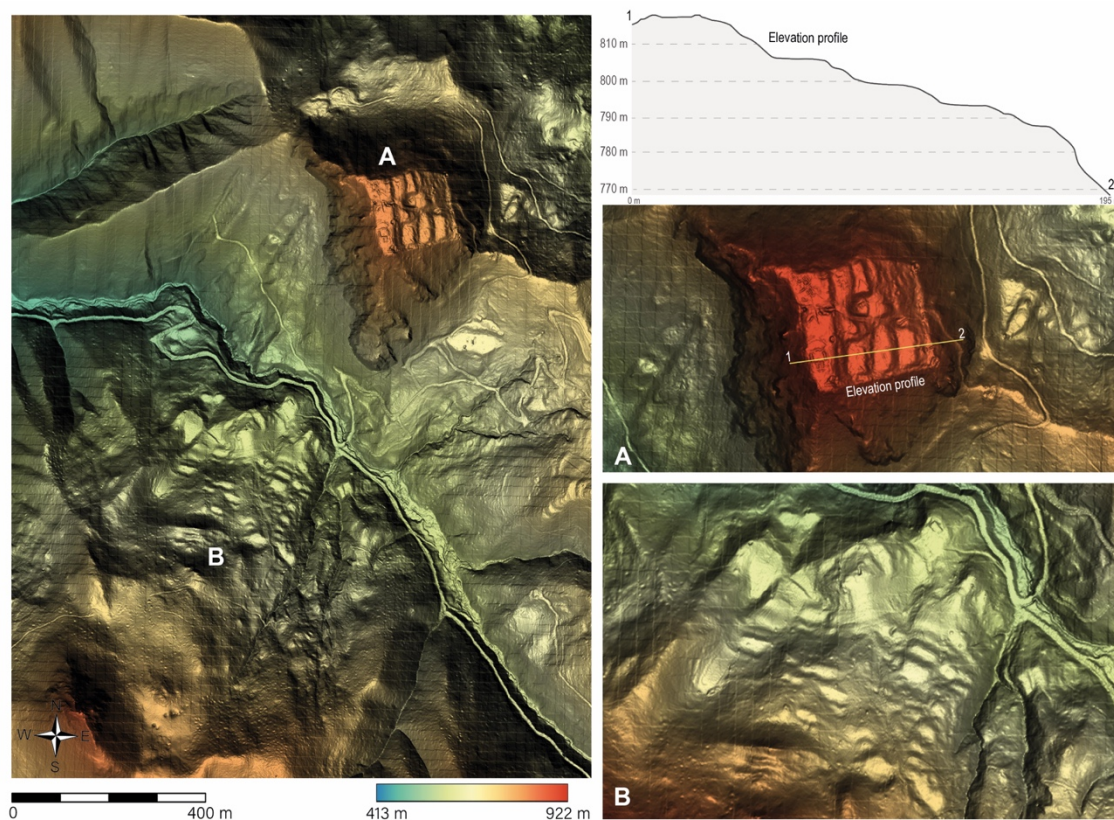 A
B
N
W E
S
0 400 m
413 m 922 m
1
Elevation profile
810 m
800 m
790 m
780 m
770 m
2
0 m 195
1 2
Elevation profile
A
B